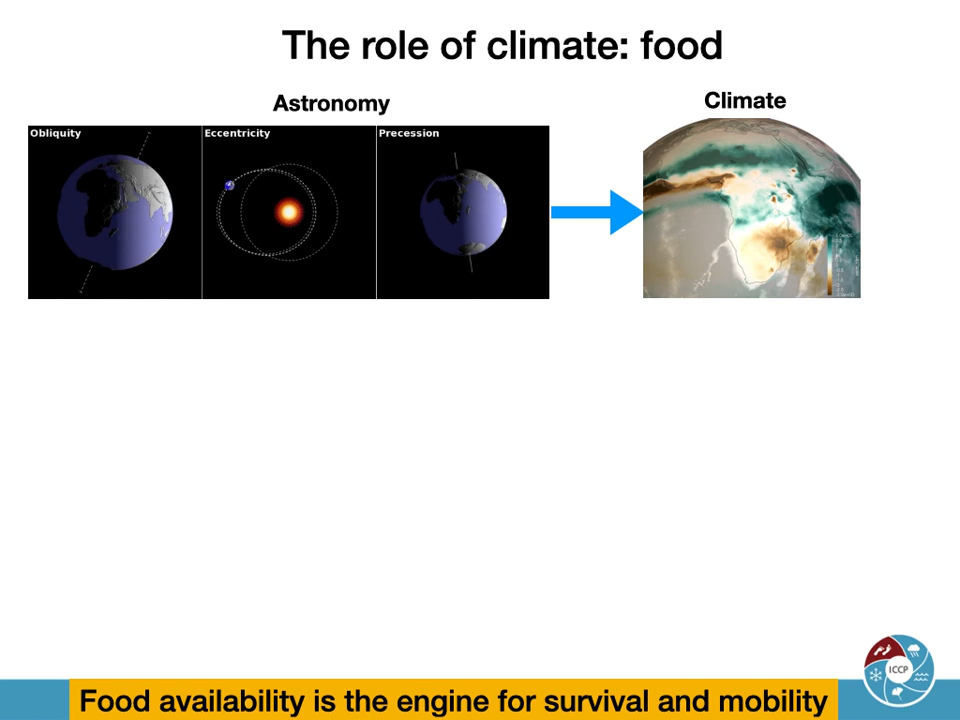 The role of climate: food
Astronomy
Climate
Obliquity
Eccentricity
Precession
ICCP
Food availability is the engine for survival and mobility